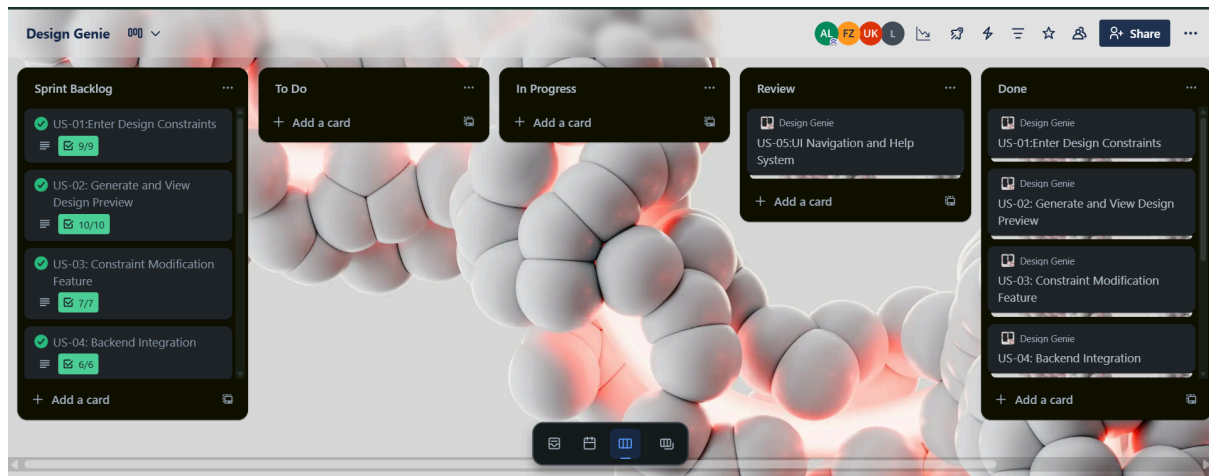 Design Genie
AL
FZ
UK
L
Share
Sprint Backlog
US-01:Enter Design Constraints
9/9
US-02: Generate and View
Design Preview
10/10
US-03: Constraint Modification
Feature
7/7
US-04: Backend Integration
6/6
+ Add a card
To Do
+ Add a card
In Progress
+ Add a card
Review
Design Genie
US-05:UI Navigation and Help
System
+ Add a card
Done
Design Genie
US-01:Enter Design Constraints
Design Genie
US-02: Generate and View Design
Preview
Design Genie
US-03: Constraint Modification
Feature
Design Genie
US-04: Backend Integration
+ Add a card